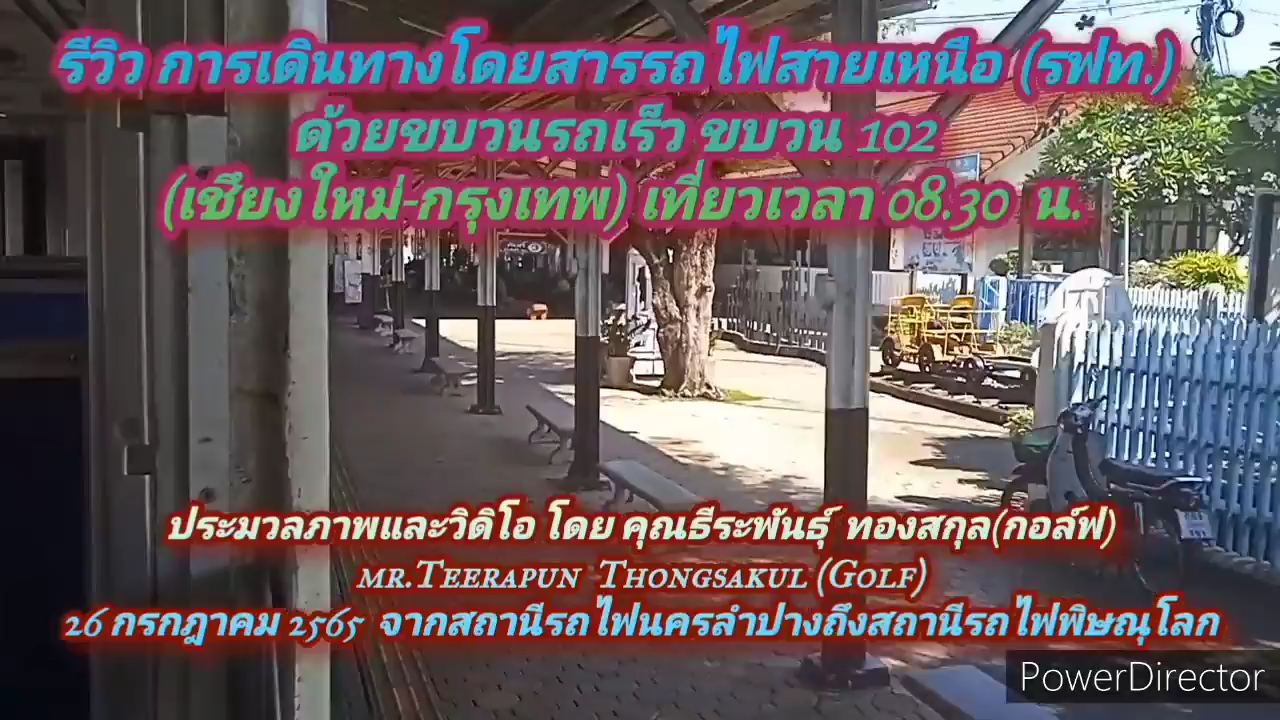 รีวิว การเดินทางโดยสารรถไฟสายเหนือ (รฟท.)
ด้วยขบวนรถเร็ว ขบวน 102
(เชึยงใหม่-กรุงเทพ) เที่ยวเวลา 08.30 น.
ประมวลภาพและวิดิโอ โดย คุณธีระพันธุ์ ทองสกุล(กอล์ฟ)
mr.Teerapun Thongsakul (Golf)
26 กรกฎาคม 2565 จากสถานีรถไฟนครลำปางถึงสถานีรถไฟพิษณุโลก
PowerDirector